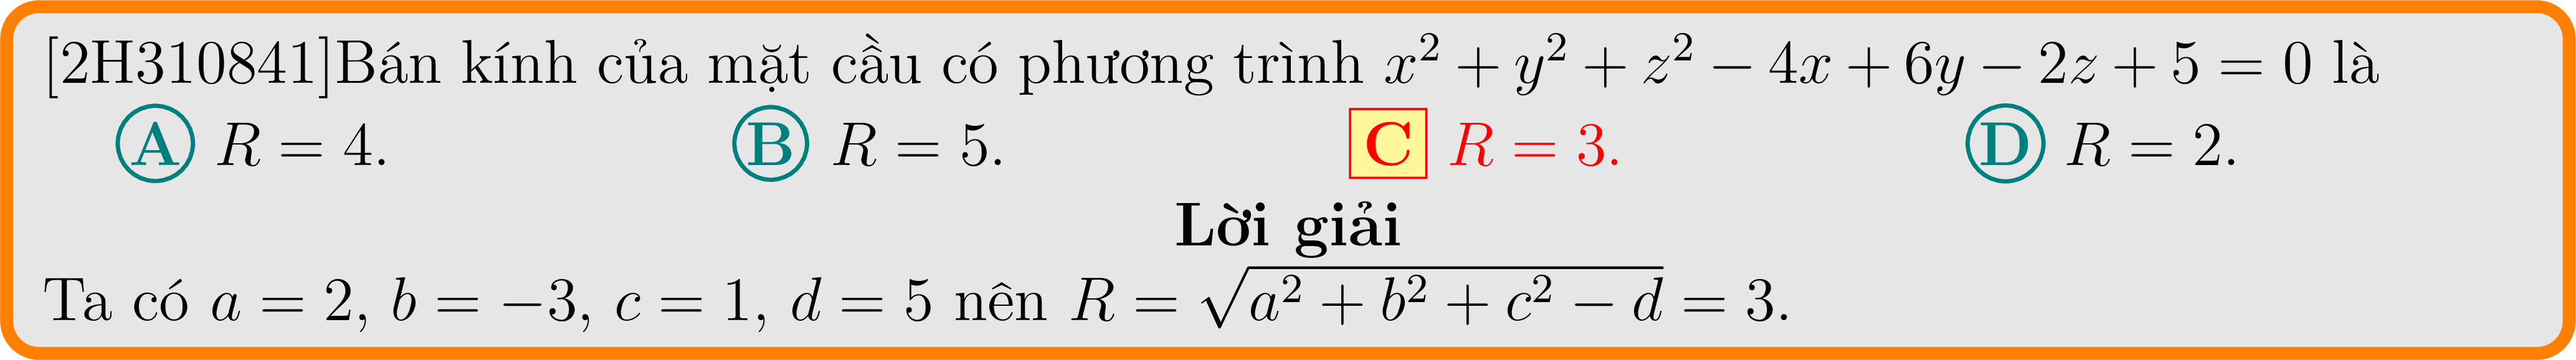 [2H310841]Bán kính của mặt cầu có phương trình $x^2 + y^2 + z^2 - 4x + 6y - 2z + 5 = 0$ là
A $R = 4$. B $R = 5$. C $R = 3$. D $R = 2$.
Lời giải
Ta có $a = 2$, $b = -3$, $c = 1$, $d = 5$ nên $R = \sqrt{a^2 + b^2 + c^2 - d} = 3$.